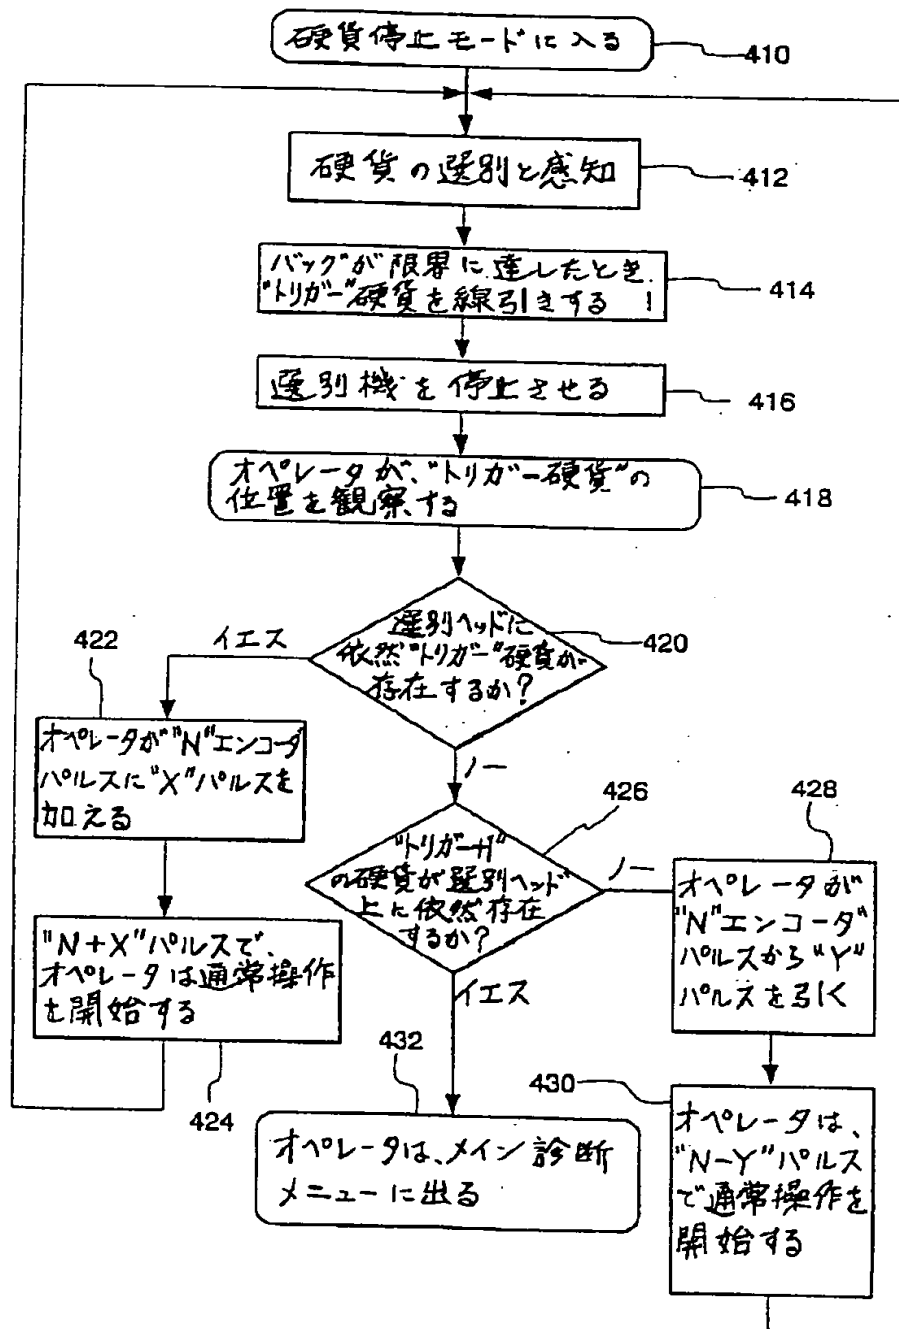 硬貨停止モードに入る
410
硬貨の選別と感知
412
バッグが限界に達したとき、
"トリガー"硬貨を線引きする
414
選別機を停止させる
416
オペレータが、"トリガー硬貨"の
位置を観察する
418
選別ヘッドに
依然"トリガー"硬貨が
存在するか?
420
イエス
422
オペレータが"N"エンコーダ
パルスに"X"パルスを
加える
ノー
"トリガー+1"
の硬貨が選別ヘッド
上に依然存在
するか?
426
ノー
428
オペレータが
"N"エンコーダ
パルスから"Y"
パルスを引く
"N+X"パルスで、
オペレータは通常操作
を開始する
424
イエス
432
オペレータは、メイン診断
メニューに出る
430
オペレータは、
"N-Y"パルス
で通常操作を
開始する